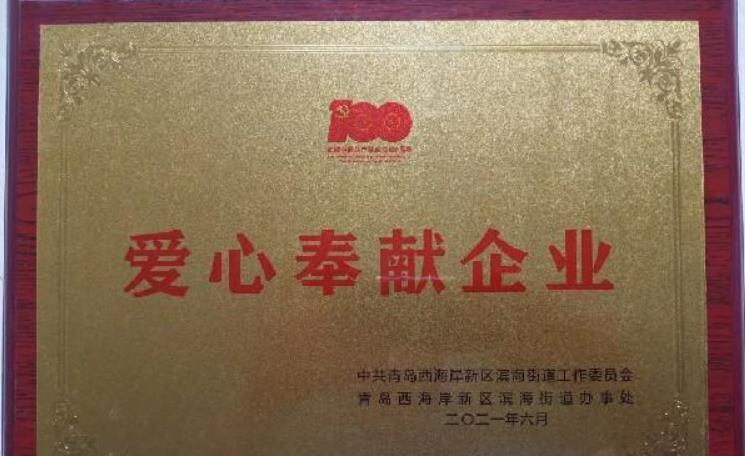 100
爱心奉献企业
中共青岛西海岸新区滨海街道工作委员会
青岛西海岸新区滨海街道办事处
二〇二一年六月